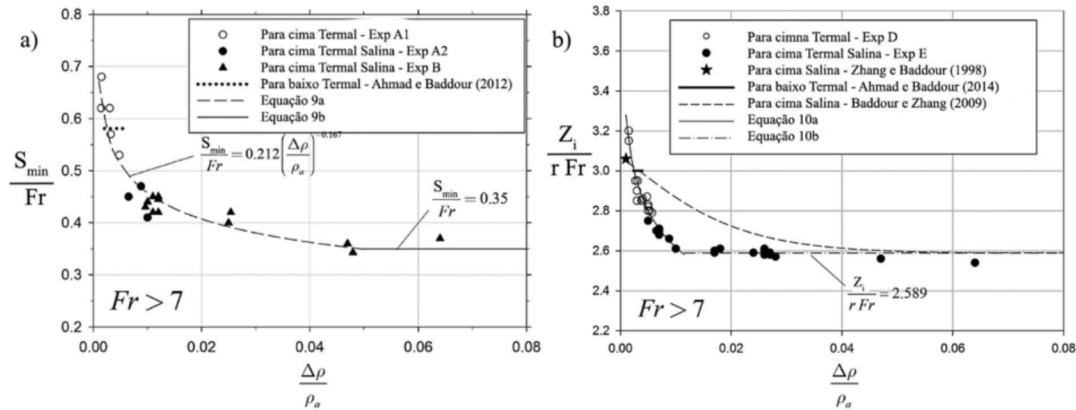 a)
0.8
0.7
0.6
0.5
0.4
0.3
0.2
S_min
Fr
Para cima Termal - Exp A1
Para cima Termal Salina - Exp A2
Para cima Termal Salina - Exp B
Para baixo Termal - Ahmad e Baddour (2012)
Equação 9a
Equação 9b
S_min/Fr = 0.212(Δρ/ρ_a)^-0.167
S_min/Fr = 0.35
Fr > 7
0.00 0.02 0.04 0.06 0.08
Δρ
ρ_a
b)
3.8
3.6
3.4
3.2
3.0
2.8
2.6
2.4
2.2
Z_i
r Fr
Para cimna Termal - Exp D
Para cima Termal Salina - Exp E
Para cima Salina - Zhang e Baddour (1998)
Para baixo Termal - Ahmad e Baddour (2014)
Para cima Salina - Baddour e Zhang (2009)
Equação 10a
Equação 10b
Z_i/r Fr = 2.589
Fr > 7
0.00 0.02 0.04 0.06 0.08
Δρ
ρ_a